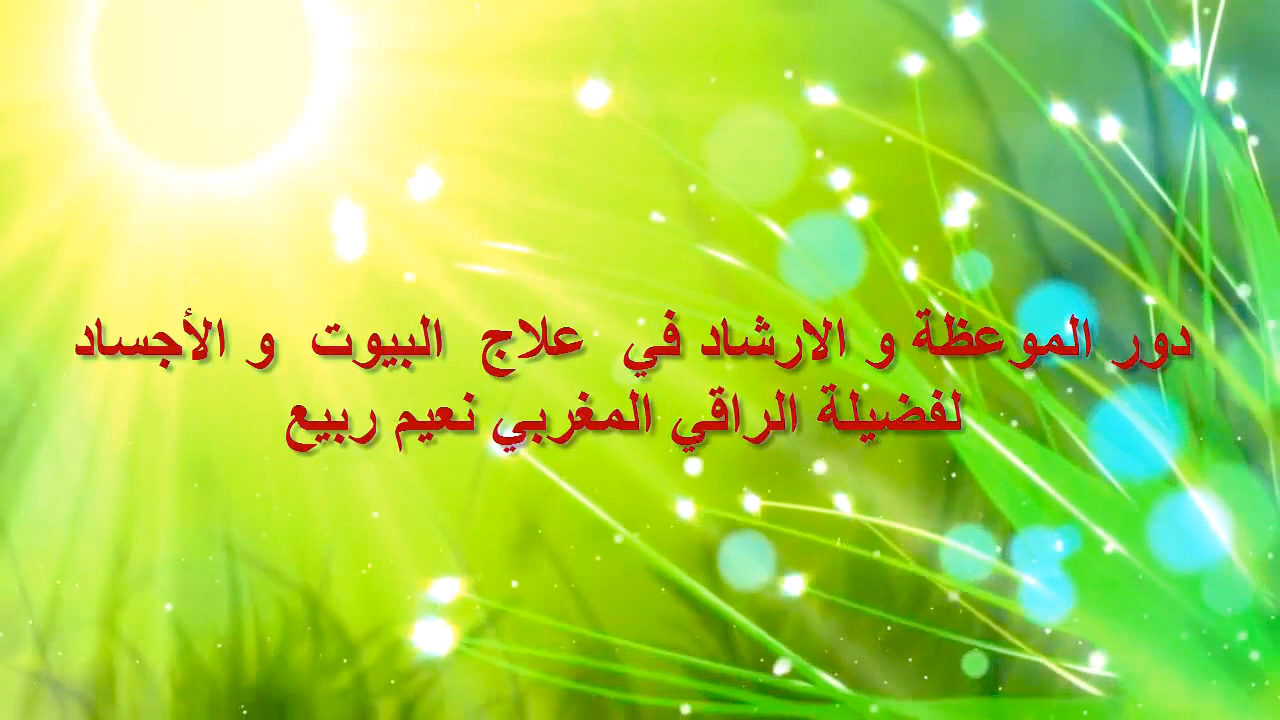 دور الموعظة و الارشاد في علاج البيوت و الأجساد
لفضيلة الراقي المغربي نعيم ربيع